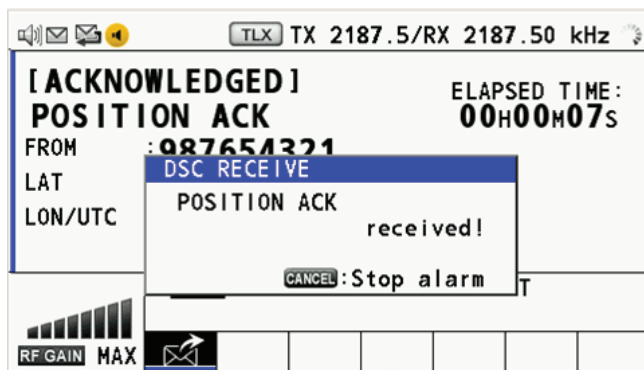 TLX TX 2187.5/RX 2187.50 kHz
[ACKNOWLEDGED]
POSITION ACK
ELAPSED TIME:
00H00M07S
FROM :987654321
LAT
LON/UTC
DSC RECEIVE
POSITION ACK
received!
CANCEL:Stop alarm
T
RF GAIN MAX